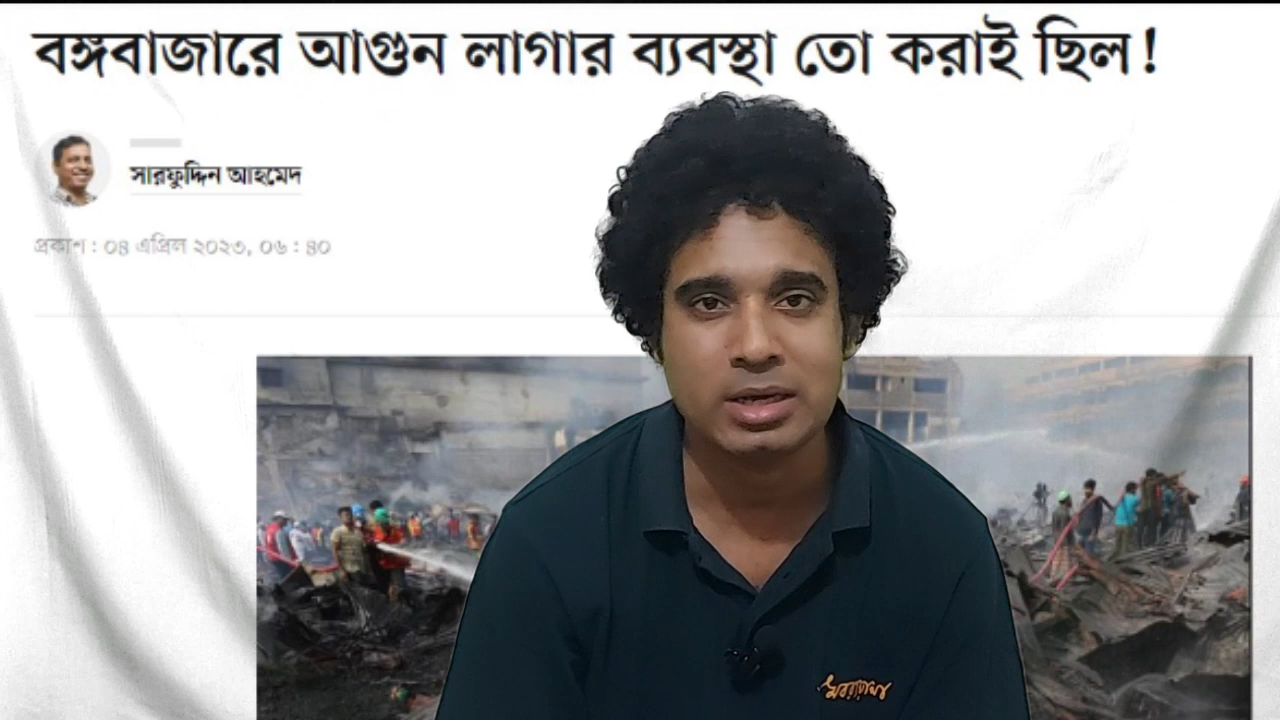 বঙ্গবাজারে আগুন লাগার ব্যবস্থা তো করাই ছিল!
সারফুদ্দিন আহমেদ
প্রকাশ: ০৪ এপ্রিল ২০২৩, ০৬: ৪০